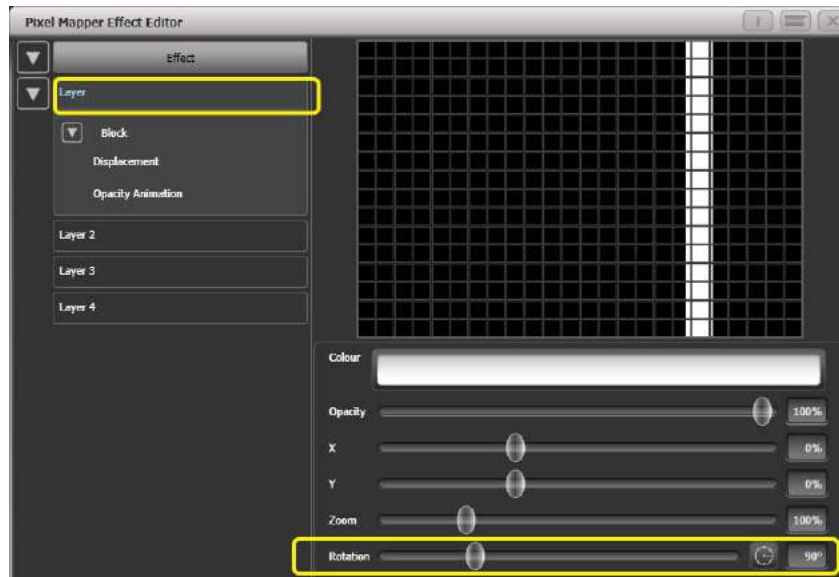 Pixel Mapper Effect Editor
Effect
Layer
Block
Displacement
Opacity Animation
Layer 2
Layer 3
Layer 4
Colour
Opacity 100%
X 0%
Y 0%
Zoom 100%
Rotation 90°